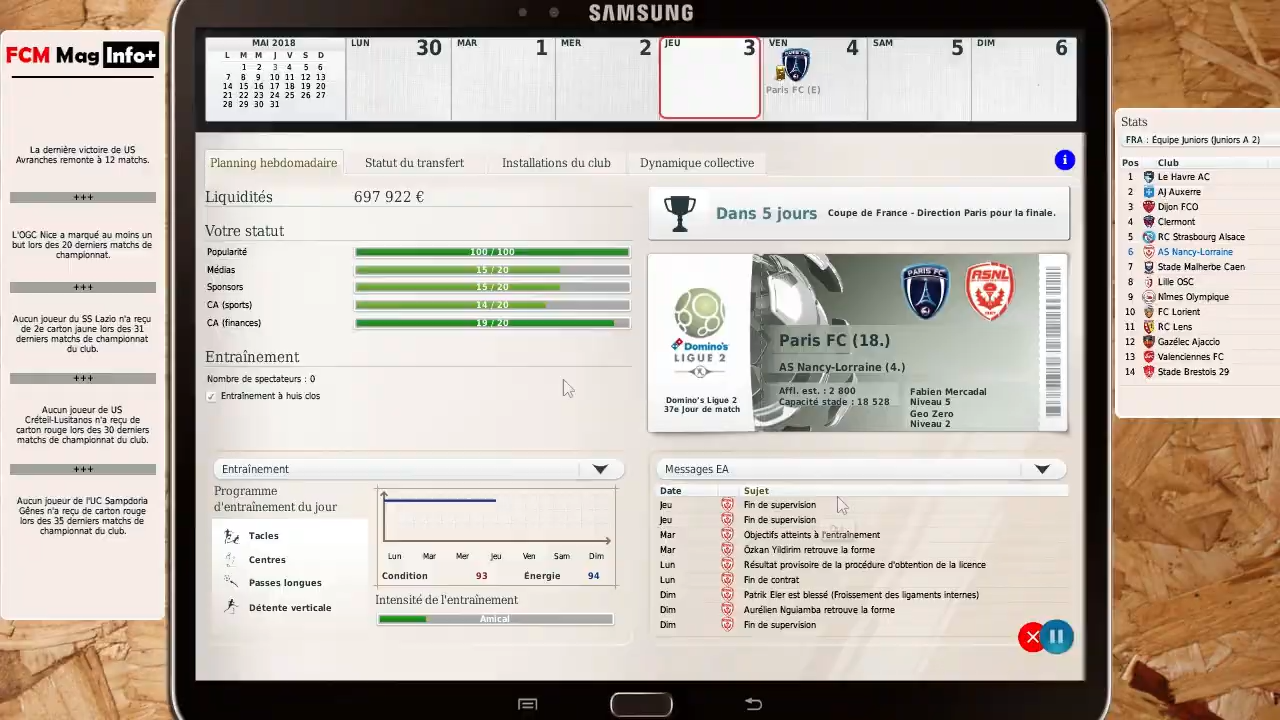 SAMSUNG
FCM Mag Info+
La dernière victoire de US
Avranches remonte à 12 matchs.
+++
L'OGC Nice a marqué au moins un
but lors des 20 derniers matchs de
championnat.
+++
Aucun joueur du SS Lazio n'a reçu
de 2e carton jaune lors des 31
derniers matchs de championnat
du club.
+++
Aucun joueur de US
Créteil-Lusitanos n'a reçu de
carton rouge lors des 30 derniers
matchs de championnat du club.
+++
Aucun joueur de l'UC Sampdoria
Gênes n'a reçu de carton rouge
lors des 35 derniers matchs de
championnat du club.
MAI 2018
L M M J V S D
1 2 3 4 5 6
7 8 9 10 11 12 13
14 15 16 17 18 19 20
21 22 23 24 25 26 27
28 29 30 31
LUN 30
MAR 1
MER 2
JEU 3
VEN 4
Paris FC (E)
SAM 5
DIM 6
Planning hebdomadaire
Statut du transfert
Installations du club
Dynamique collective
i
Liquidités 697 922 €
Votre statut
Popularité 100 / 100
Médias 15 / 20
Sponsors 15 / 20
CA (sports) 14 / 20
CA (finances) 19 / 20
Entraînement
Nombre de spectateurs : 0
Entraînement à huis clos
Dans 5 jours Coupe de France - Direction Paris pour la finale.
PARIS FC
ASNL
Domino's
LIGUE 2
Domino's Ligue 2
37e Jour de match
Paris FC (18.)
AS Nancy-Lorraine (4.)
Affl. est. : 2 800
Capacité stade : 18 528
Fabien Mercadal
Niveau 5
Geo Zero
Niveau 2
Entraînement
Programme
d'entraînement du jour
Tacles
Centres
Passes longues
Détente verticale
Lun Mar Mer Jeu Ven Sam Dim
Condition 93 Énergie 94
Intensité de l'entraînement
Amical
Messages EA
Date Sujet
Jeu Fin de supervision
Jeu Fin de supervision
Mar Objectifs atteints à l'entraînement
Mar Özkan Yildirim retrouve la forme
Lun Résultat provisoire de la procédure d'obtention de la licence
Lun Fin de contrat
Dim Patrik Eler est blessé (Froissement des ligaments internes)
Dim Aurélien Nguiamba retrouve la forme
Dim Fin de supervision
Stats
FRA : Équipe Juniors (Juniors A 2)
Pos Club
1 Le Havre AC
2 AJ Auxerre
3 Dijon FCO
4 Clermont
5 RC Strasbourg Alsace
6 AS Nancy-Lorraine
7 Stade Malherbe Caen
8 Lille OSC
9 Nîmes Olympique
10 FC Lorient
11 RC Lens
12 Gazélec Ajaccio
13 Valenciennes FC
14 Stade Brestois 29